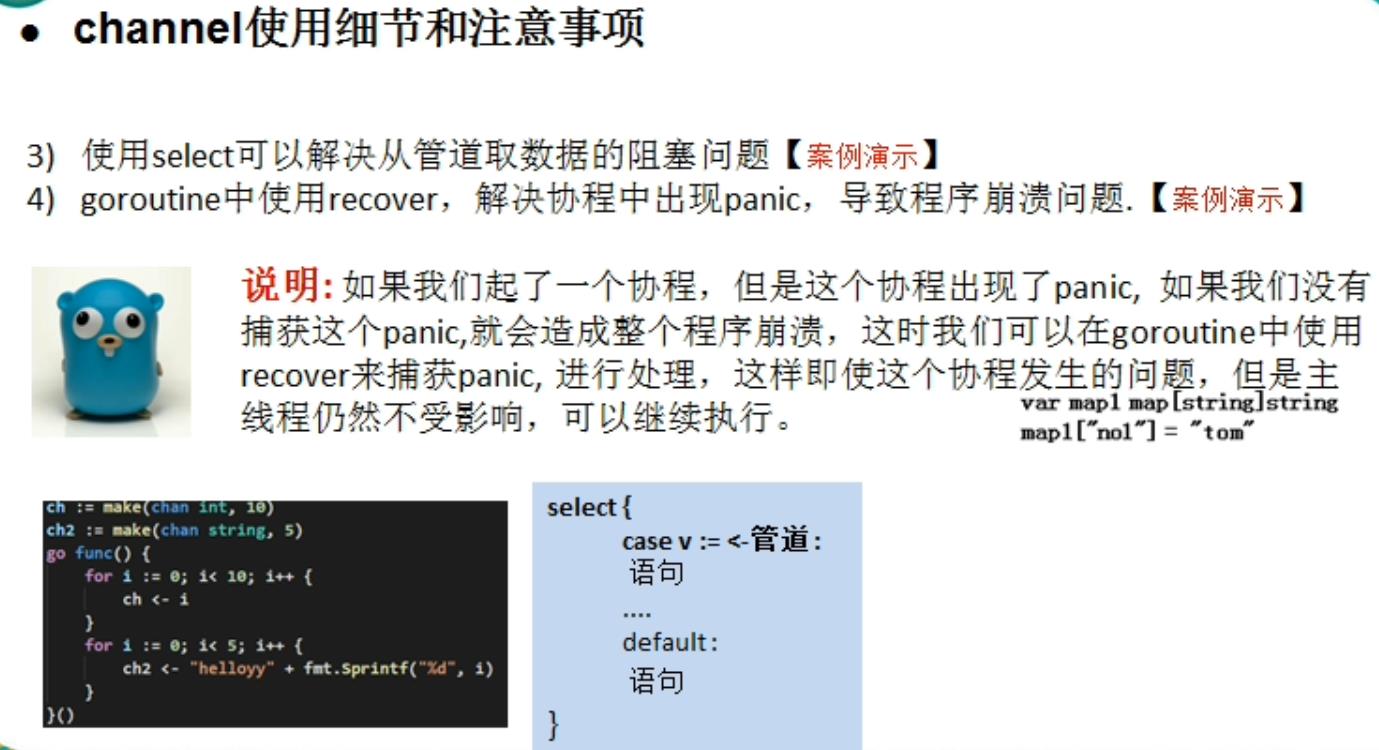 ● channel使用细节和注意事项
3) 使用select可以解决从管道取数据的阻塞问题【案例演示】
4) goroutine中使用recover，解决协程中出现panic，导致程序崩溃问题.【案例演示】
说明: 如果我们起了一个协程，但是这个协程出现了panic, 如果我们没有
捕获这个panic,就会造成整个程序崩溃，这时我们可以在goroutine中使用
recover来捕获panic, 进行处理，这样即使这个协程发生的问题，但是主
线程仍然不受影响，可以继续执行。
var map1 map[string]string
map1["no1"] = "tom"
ch := make(chan int, 10)
ch2 := make(chan string, 5)
go func() {
for i := 0; i< 10; i++ {
ch <- i
}
for i := 0; i< 5; i++ {
ch2 <- "helloyy" + fmt.Sprintf("%d", i)
}
}()
select {
case v := <-管道:
语句
....
default:
语句
}